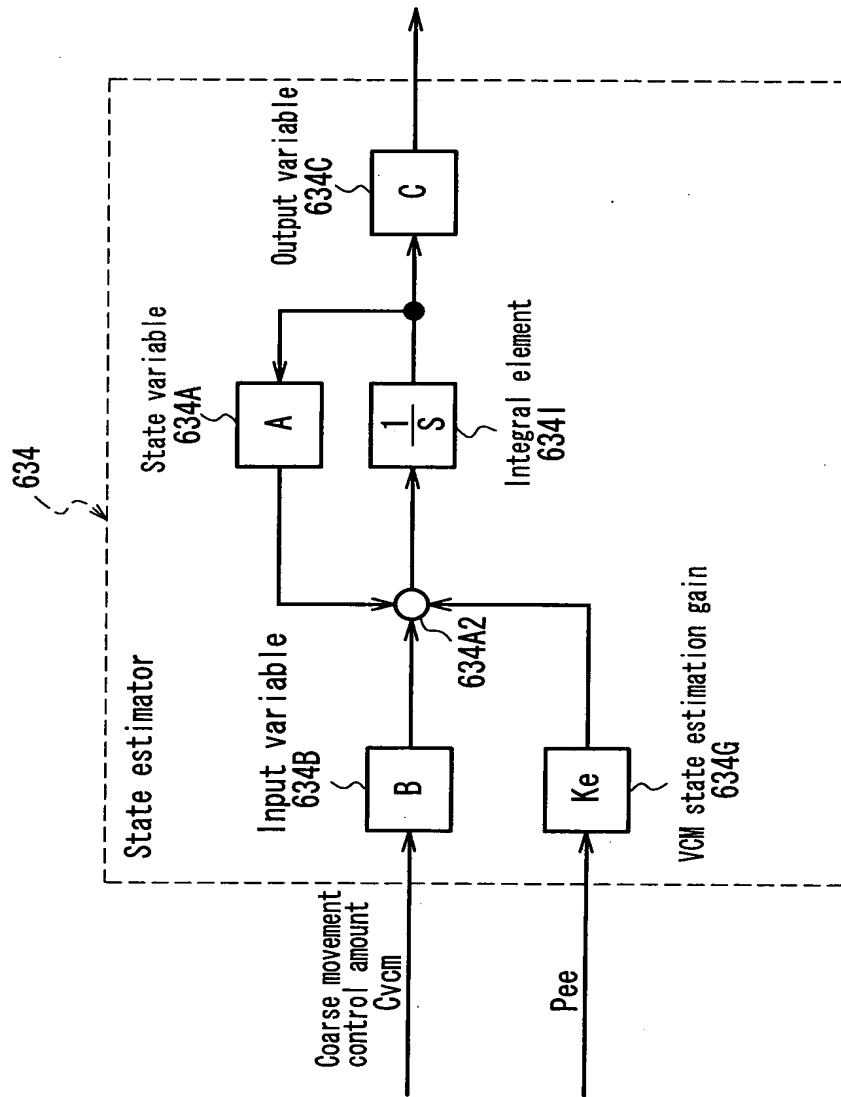 634
State estimator
State variable
634A
A
Output variable
634C
C
Input variable
634B
B
1
S
Integral element
634I
634A2
Coarse movement
control amount
Cvcm
Pee
Ke
VCM state estimation gain
634G